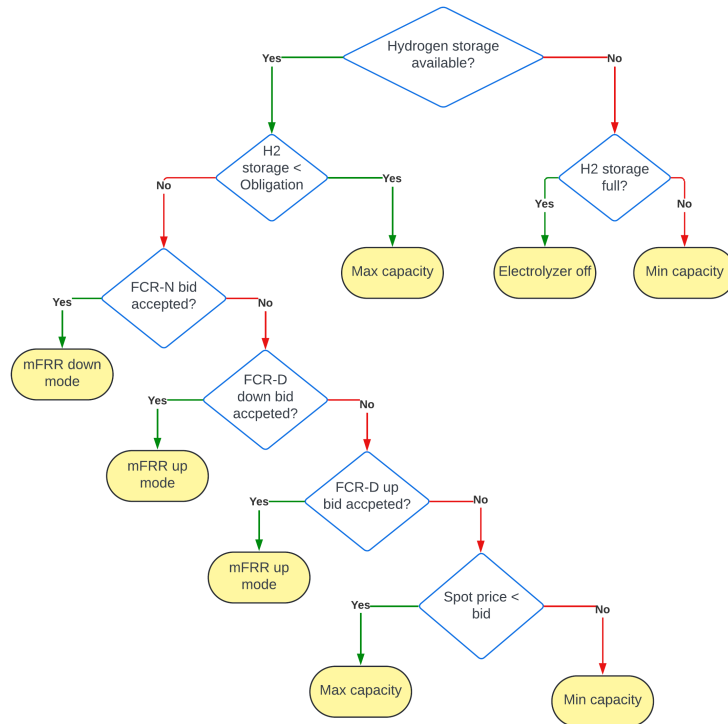 Hydrogen storage
available?
Yes
No
H2
storage <
Obligation
H2 storage
full?
No
Yes
Yes
No
Max capacity
Electrolyzer off
Min capacity
FCR-N bid
accepted?
Yes
No
mFRR down
mode
FCR-D
down bid
accpeted?
Yes
No
mFRR up
mode
FCR-D up
bid accpeted?
Yes
No
mFRR up
mode
Spot price <
bid
Yes
No
Max capacity
Min capacity